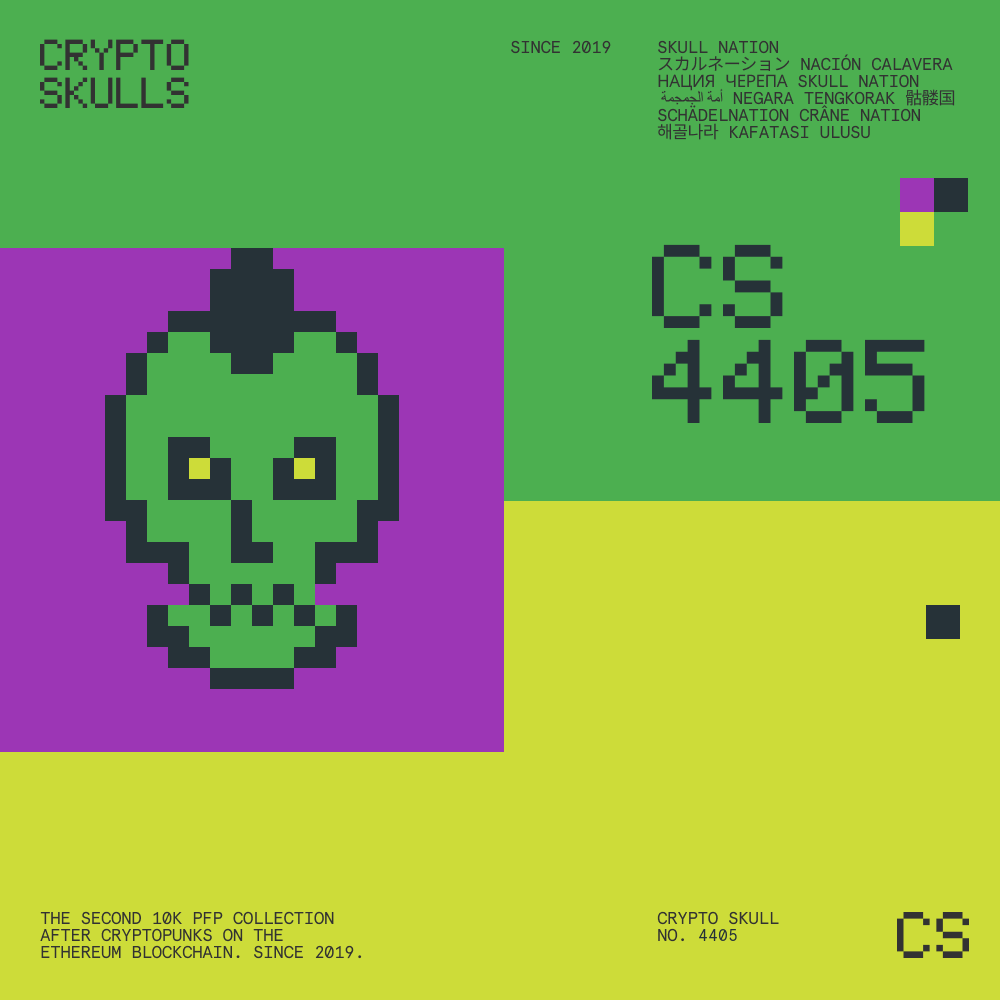 CRYPTO
SKULLS
SINCE 2019
SKULL NATION
スカルネーション NACIÓN CALAVERA
НАЦИЯ ЧЕРЕПА SKULL NATION
أمة الجمجمة NEGARA TENGKORAK 骷髅国
SCHÄDELNATION CRÂNE NATION
해골나라 KAFATASI ULUSU
CS
4405
THE SECOND 10K PFP COLLECTION
AFTER CRYPTOPUNKS ON THE
ETHEREUM BLOCKCHAIN. SINCE 2019.
CRYPTO SKULL
NO. 4405
CS